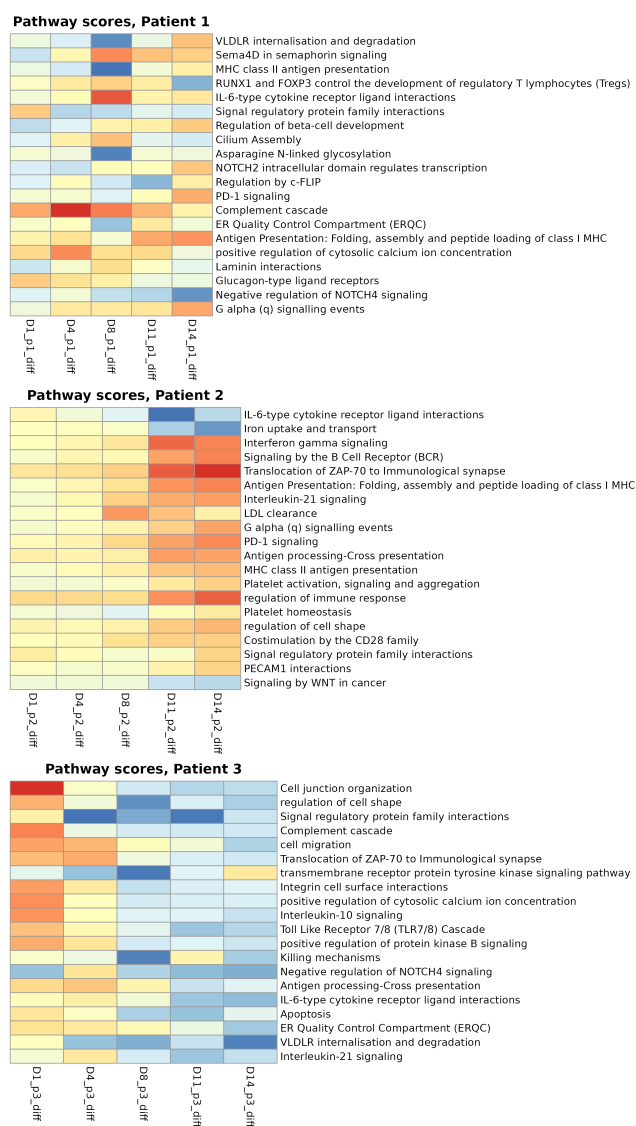 Pathway scores, Patient 1
VLDLR internalisation and degradation
Sema4D in semaphorin signaling
MHC class II antigen presentation
RUNX1 and FOXP3 control the development of regulatory T lymphocytes (Tregs)
IL-6-type cytokine receptor ligand interactions
Signal regulatory protein family interactions
Regulation of beta-cell development
Cilium Assembly
Asparagine N-linked glycosylation
NOTCH2 intracellular domain regulates transcription
Regulation by c-FLIP
PD-1 signaling
Complement cascade
ER Quality Control Compartment (ERQC)
Antigen Presentation: Folding, assembly and peptide loading of class I MHC
positive regulation of cytosolic calcium ion concentration
Laminin interactions
Glucagon-type ligand receptors
Negative regulation of NOTCH4 signaling
G alpha (q) signalling events
D1_p1_diff
D4_p1_diff
D8_p1_diff
D11_p1_diff
D14_p1_diff
Pathway scores, Patient 2
IL-6-type cytokine receptor ligand interactions
Iron uptake and transport
Interferon gamma signaling
Signaling by the B Cell Receptor (BCR)
Translocation of ZAP-70 to Immunological synapse
Antigen Presentation: Folding, assembly and peptide loading of class I MHC
Interleukin-21 signaling
LDL clearance
G alpha (q) signalling events
PD-1 signaling
Antigen processing-Cross presentation
MHC class II antigen presentation
Platelet activation, signaling and aggregation
regulation of immune response
Platelet homeostasis
regulation of cell shape
Costimulation by the CD28 family
Signal regulatory protein family interactions
PECAM1 interactions
Signaling by WNT in cancer
D1_p2_diff
D4_p2_diff
D8_p2_diff
D11_p2_diff
D14_p2_diff
Pathway scores, Patient 3
Cell junction organization
regulation of cell shape
Signal regulatory protein family interactions
Complement cascade
cell migration
Translocation of ZAP-70 to Immunological synapse
transmembrane receptor protein tyrosine kinase signaling pathway
Integrin cell surface interactions
positive regulation of cytosolic calcium ion concentration
Interleukin-10 signaling
Toll Like Receptor 7/8 (TLR7/8) Cascade
positive regulation of protein kinase B signaling
Killing mechanisms
Negative regulation of NOTCH4 signaling
Antigen processing-Cross presentation
IL-6-type cytokine receptor ligand interactions
Apoptosis
ER Quality Control Compartment (ERQC)
VLDLR internalisation and degradation
Interleukin-21 signaling
D1_p3_diff
D4_p3_diff
D8_p3_diff
D11_p3_diff
D14_p3_diff